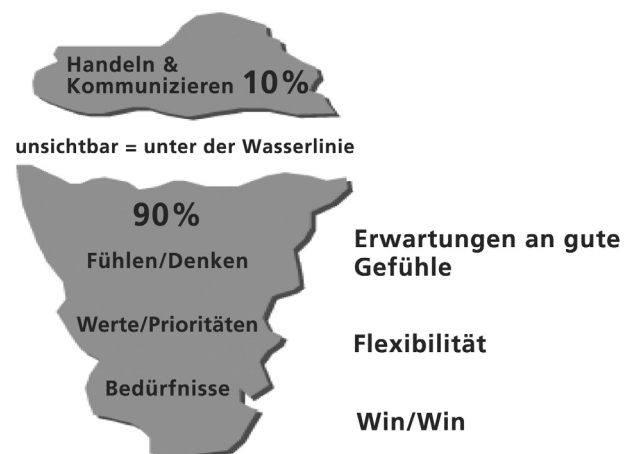 Handeln &
Kommunizieren 10%
unsichtbar = unter der Wasserlinie
90%
Fühlen/Denken
Erwartungen an gute
Gefühle
Werte/Prioritäten
Flexibilität
Bedürfnisse
Win/Win